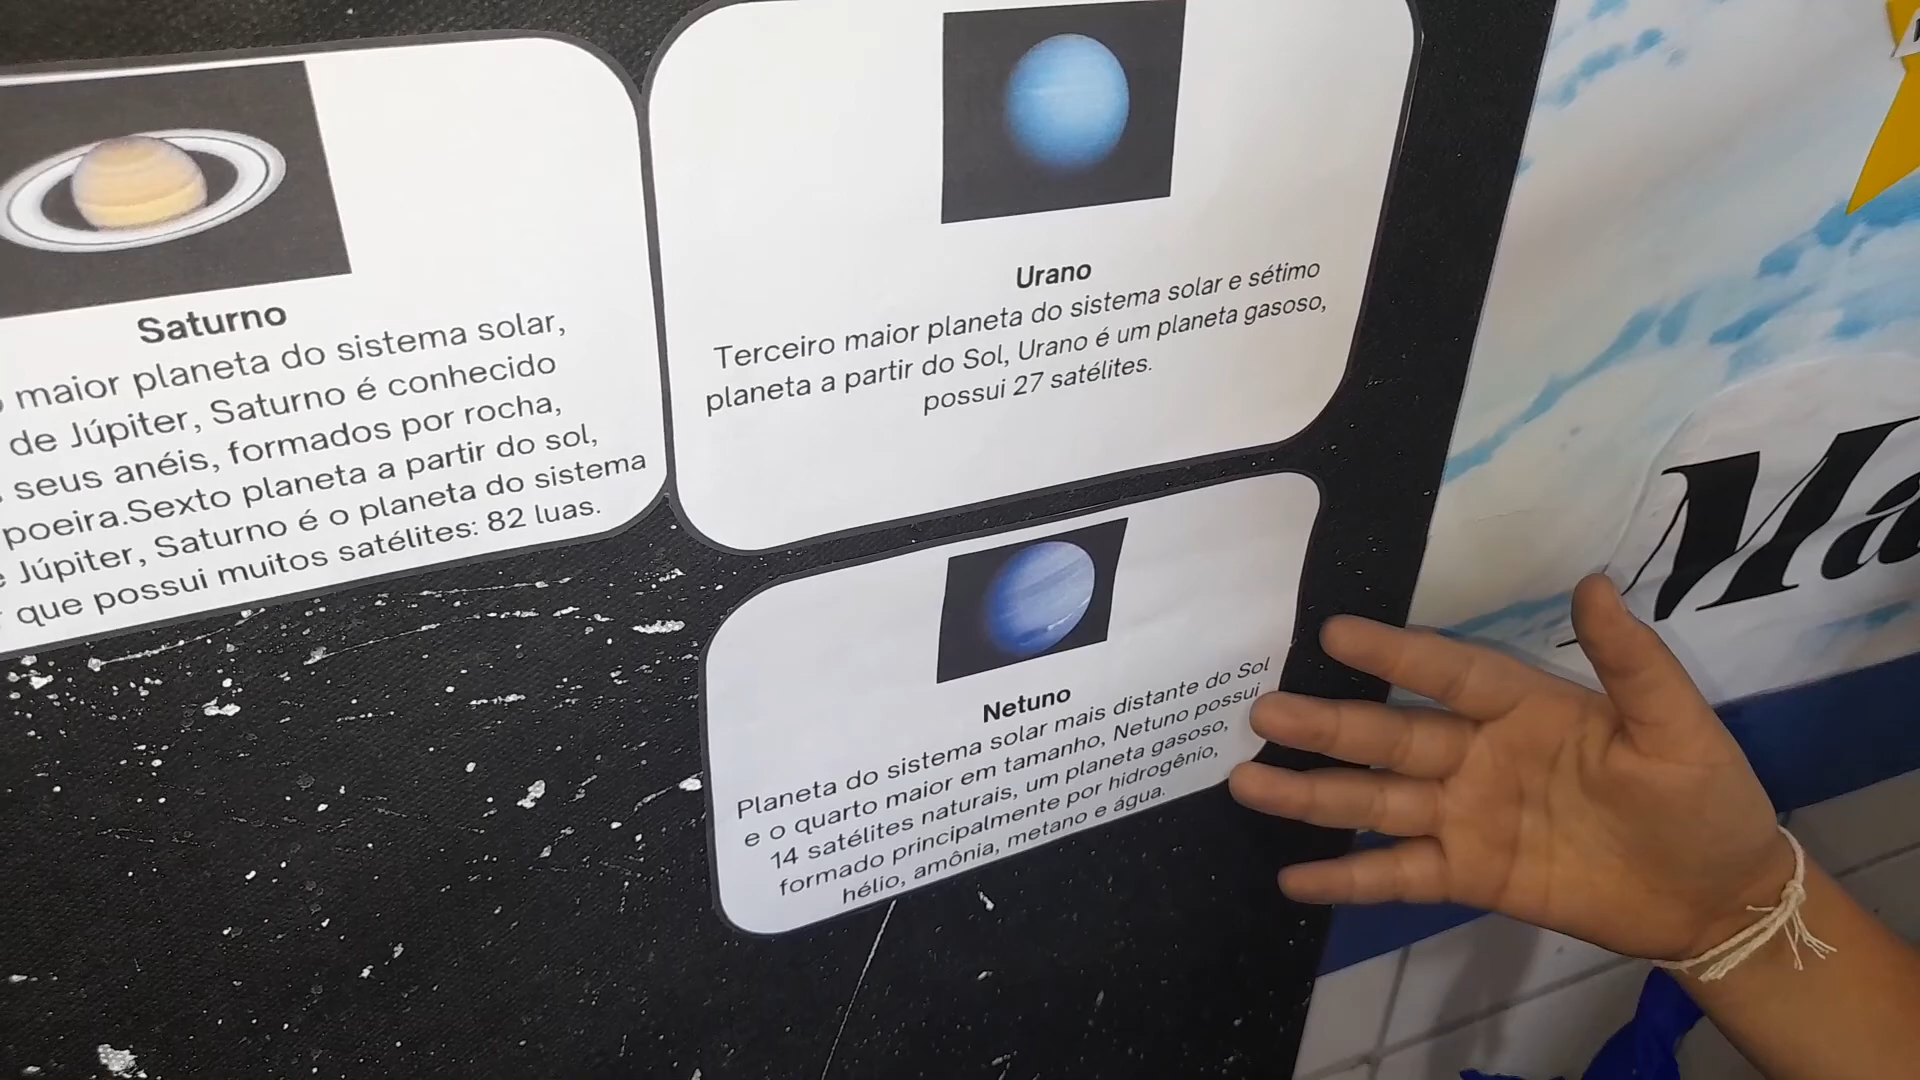 Saturno
maior planeta do sistema solar,
de Júpiter, Saturno é conhecido
seus anéis, formados por rocha,
poeira.Sexto planeta a partir do sol,
Júpiter, Saturno é o planeta do sistema
que possui muitos satélites: 82 luas.
Urano
Terceiro maior planeta do sistema solar e sétimo
planeta a partir do Sol, Urano é um planeta gasoso,
possui 27 satélites.
Netuno
Planeta do sistema solar mais distante do Sol
e o quarto maior em tamanho, Netuno possui
14 satélites naturais, um planeta gasoso,
formado principalmente por hidrogênio,
hélio, amônia, metano e água.
Ma